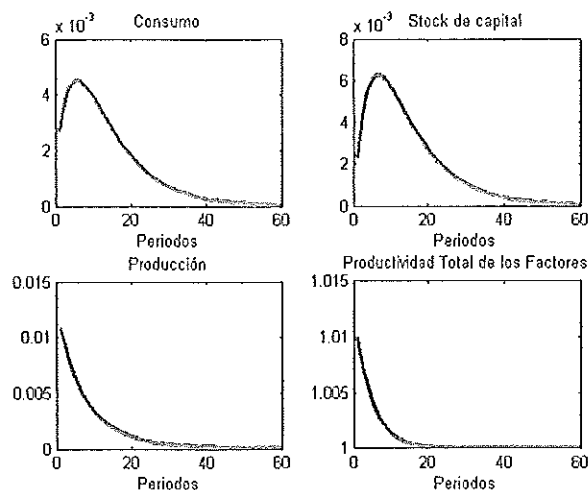 Consumo
x 10^-3
6
4
2
0
0 20 40 60
Periodos
Stock de capital
x 10^-3
8
6
4
2
0
0 20 40 60
Periodos
Producción
0.015
0.01
0.005
0
0 20 40 60
Periodos
Productividad Total de los Factores
1.015
1.01
1.005
1
0 20 40 60
Periodos